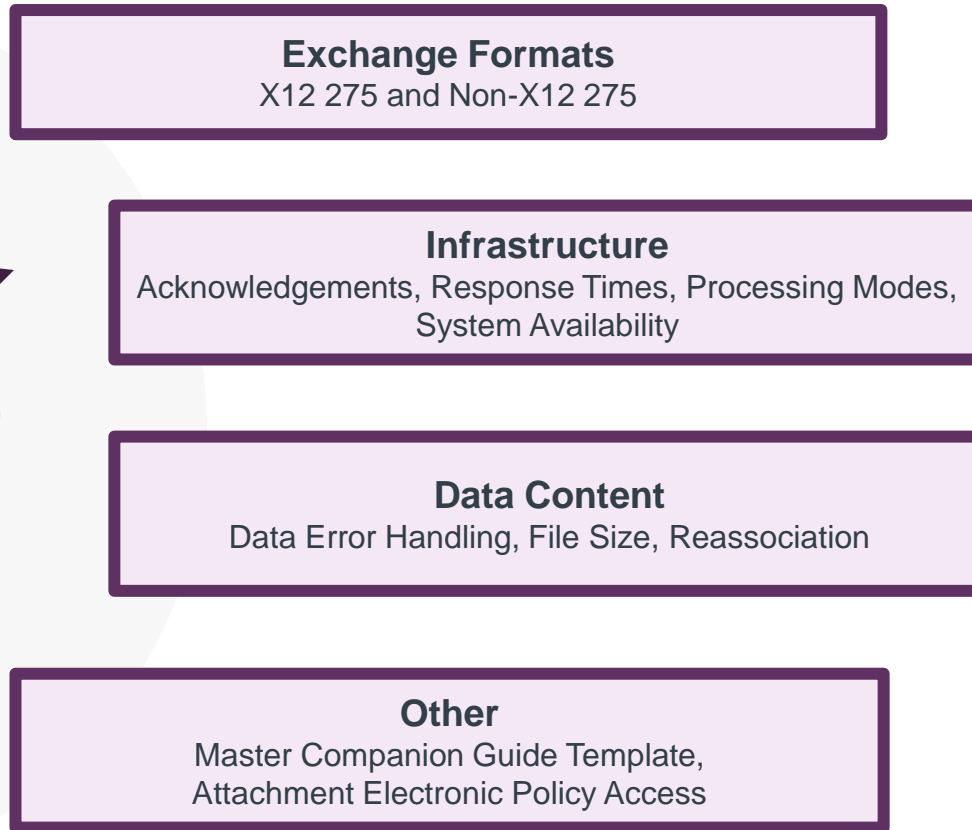 Exchange Formats
X12 275 and Non-X12 275
Infrastructure
Acknowledgements, Response Times, Processing Modes,
System Availability
Data Content
Data Error Handling, File Size, Reassociation
Other
Master Companion Guide Template,
Attachment Electronic Policy Access